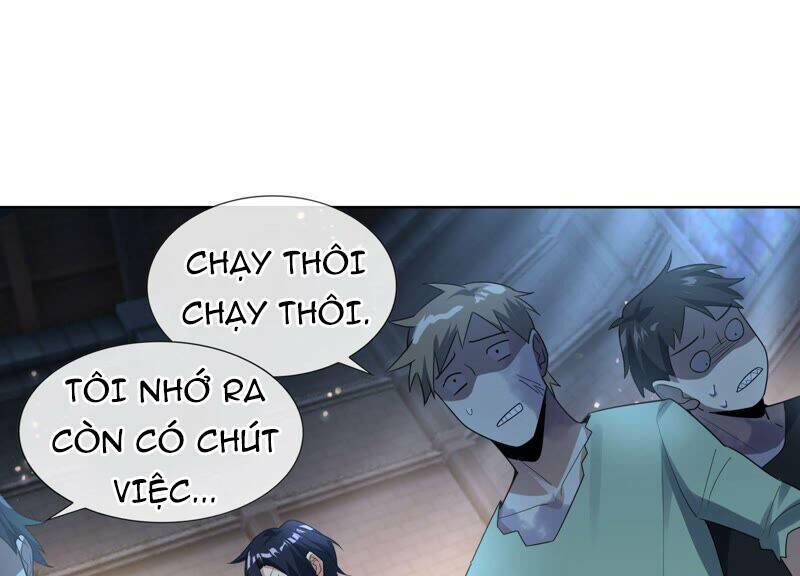 CHẠY THÔI
CHẠY THÔI.
TÔI NHỚ RA
CÒN CÓ CHÚT
VIỆC...